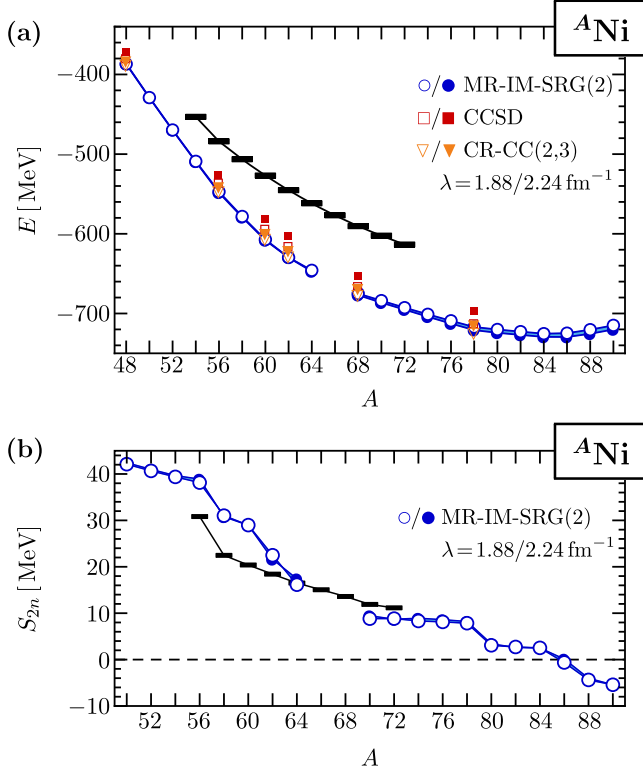 (a)
ᴬNi
−400
−500
−600
−700
E [MeV]
○/● MR-IM-SRG(2)
□/■ CCSD
▽/▼ CR-CC(2,3)
λ=1.88/2.24 fm⁻¹
48 52 56 60 64 68 72 76 80 84 88
A
(b)
ᴬNi
40
30
20
10
0
−10
S₂ₙ [MeV]
○/● MR-IM-SRG(2)
λ=1.88/2.24 fm⁻¹
52 56 60 64 68 72 76 80 84 88
A